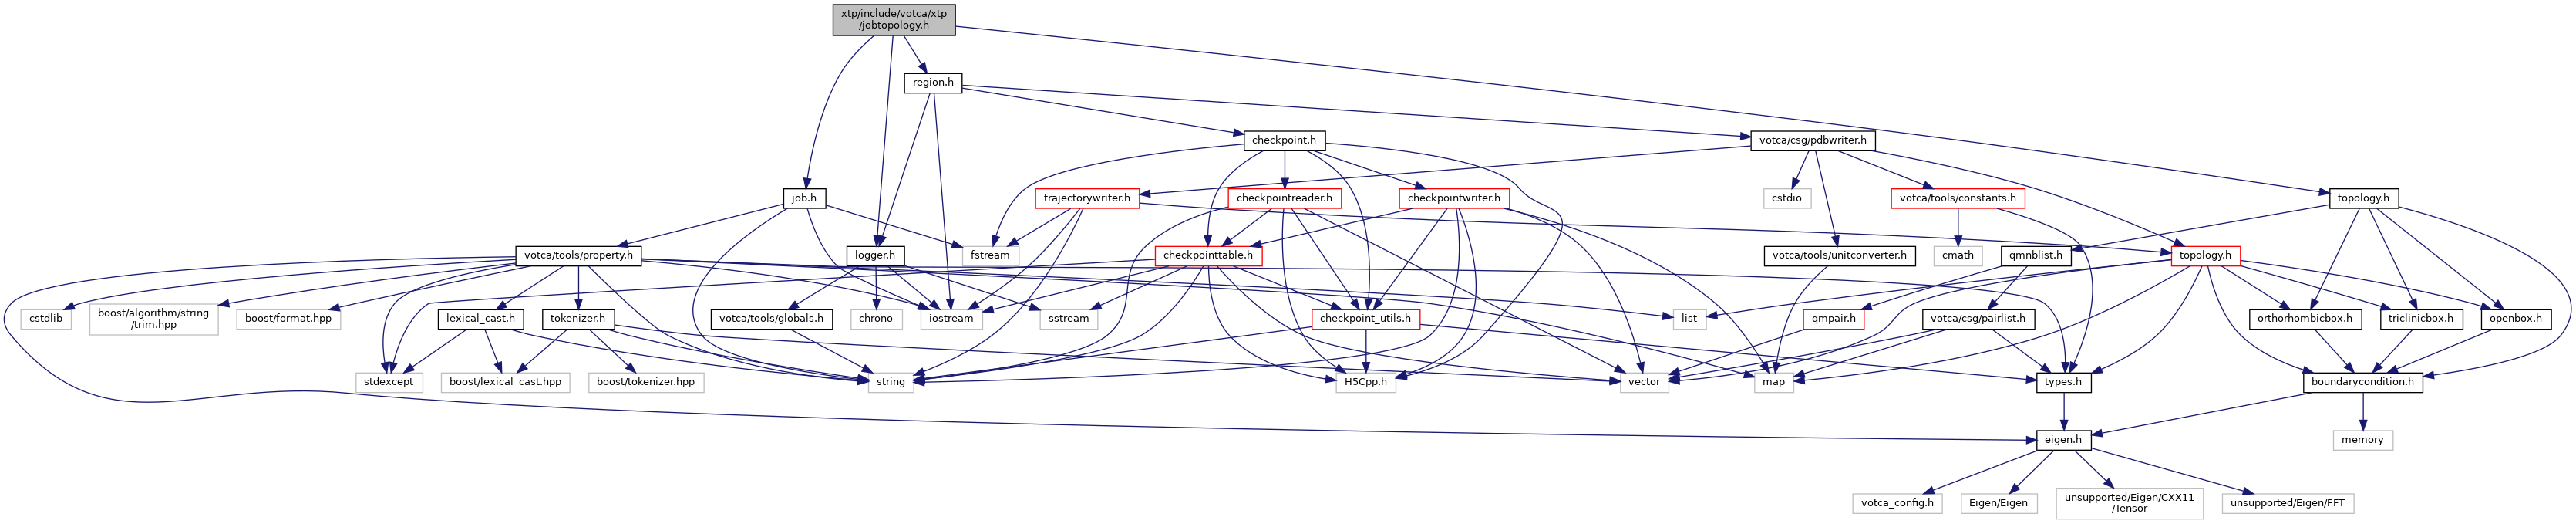 xtp/include/votca/xtp
/jobtopology.h
region.h
checkpoint.h
votca/csg/pdbwriter.h
job.h
trajectorywriter.h
checkpointreader.h
checkpointwriter.h
cstdio
votca/tools/constants.h
topology.h
votca/tools/property.h
logger.h
fstream
checkpointtable.h
votca/tools/unitconverter.h
cmath
qmnblist.h
topology.h
cstdlib
boost/algorithm/string
/trim.hpp
boost/format.hpp
lexical_cast.h
tokenizer.h
votca/tools/globals.h
chrono
iostream
sstream
checkpoint_utils.h
list
qmpair.h
votca/csg/pairlist.h
orthorhombicbox.h
triclinicbox.h
openbox.h
stdexcept
boost/lexical_cast.hpp
boost/tokenizer.hpp
string
H5Cpp.h
vector
map
types.h
boundarycondition.h
eigen.h
memory
votca_config.h
Eigen/Eigen
unsupported/Eigen/CXX11
/Tensor
unsupported/Eigen/FFT